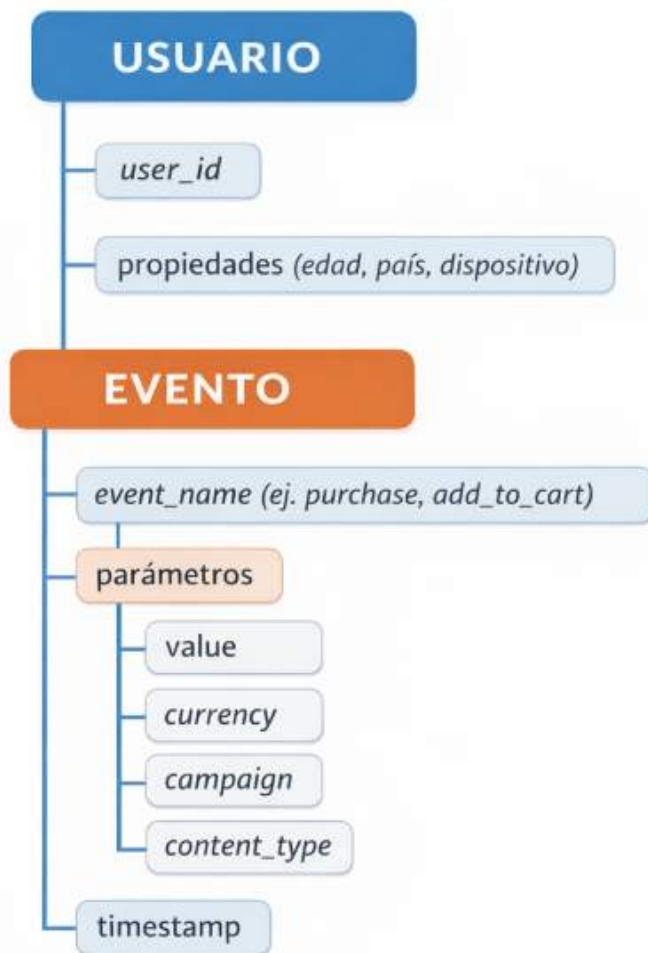 USUARIO
user_id
propiedades (edad, país, dispositivo)
EVENTO
event_name (ej. purchase, add_to_cart)
parámetros
value
currency
campaign
content_type
timestamp